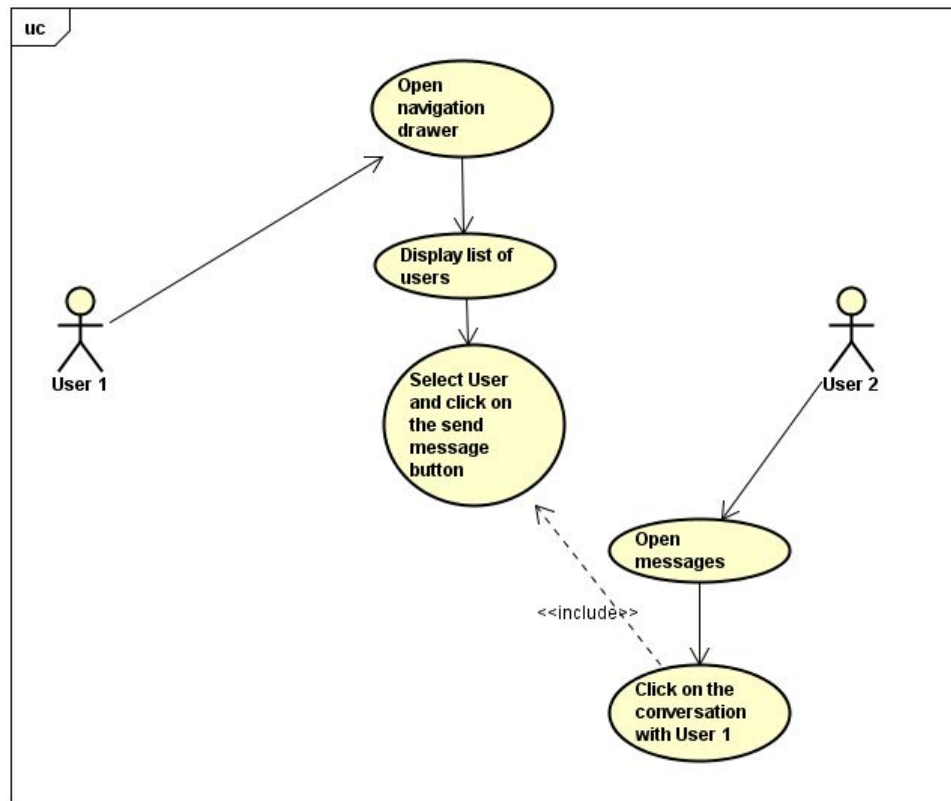 uc
Open
navigation
drawer
Display list of
users
User 1
User 2
Select User
and click on
the send
message
button
Open
messages
<<include>>
Click on the
conversation
with User 1